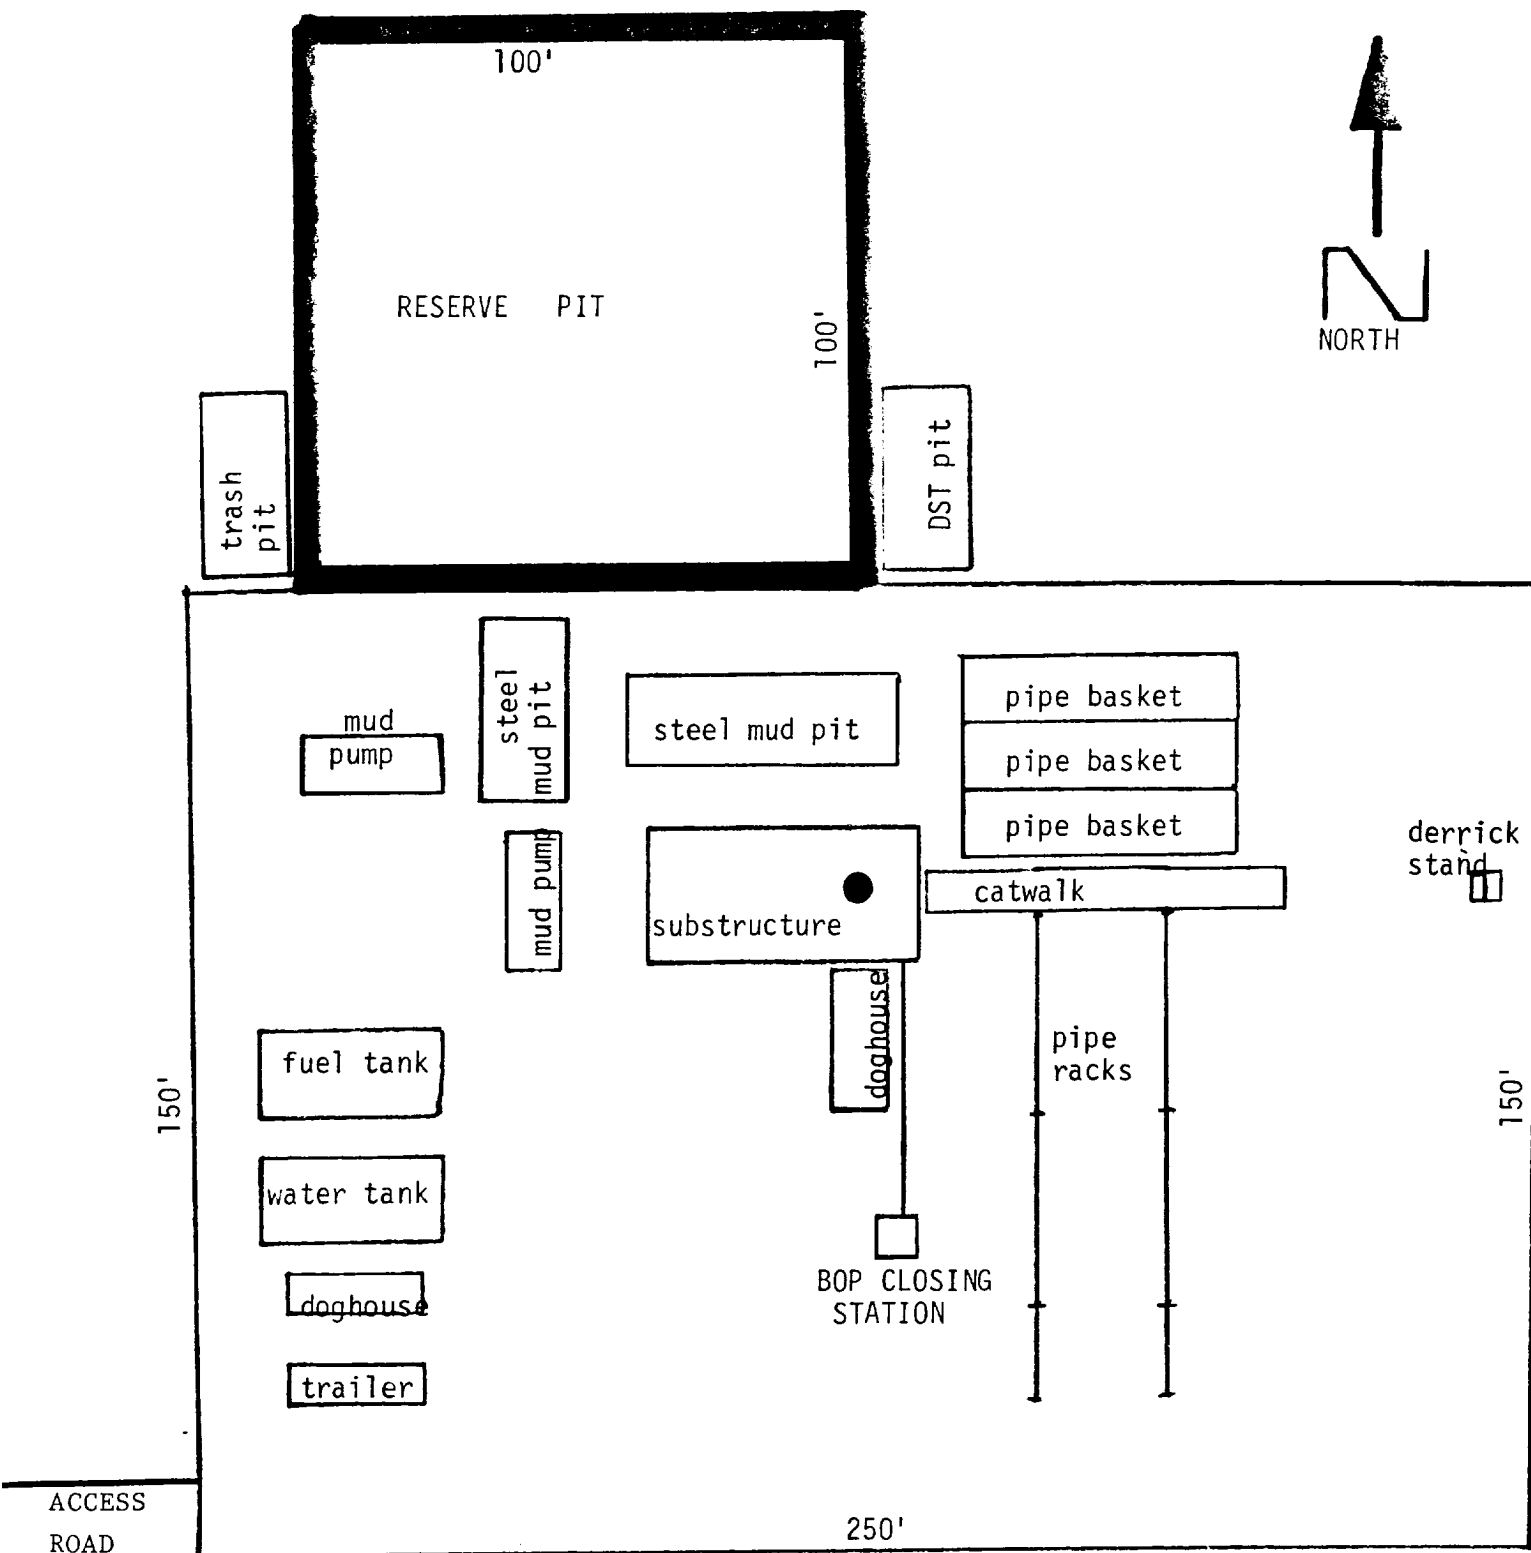 100'
RESERVE PIT
100'
N
NORTH
trash
pit
DST pit
steel
mud pit
mud
pump
steel mud pit
pipe basket
pipe basket
pipe basket
mud pump
substructure
catwalk
derrick
stand
doghouse
fuel tank
pipe
racks
150'
150'
water tank
BOP CLOSING
STATION
doghouse
trailer
ACCESS
ROAD
250'